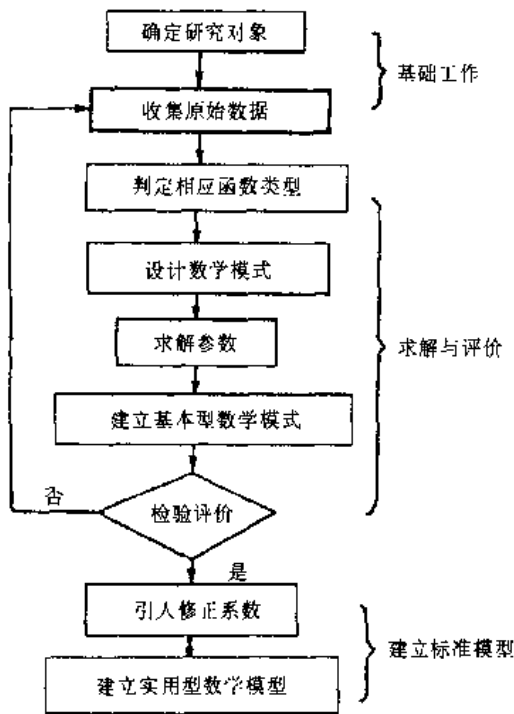 确定研究对象
基础工作
收集原始数据
判定相应函数类型
设计数学模式
求解参数
求解与评价
建立基本型数学模式
否
检验评价
是
引人修正系数
建立标准模型
建立实用型数学模型